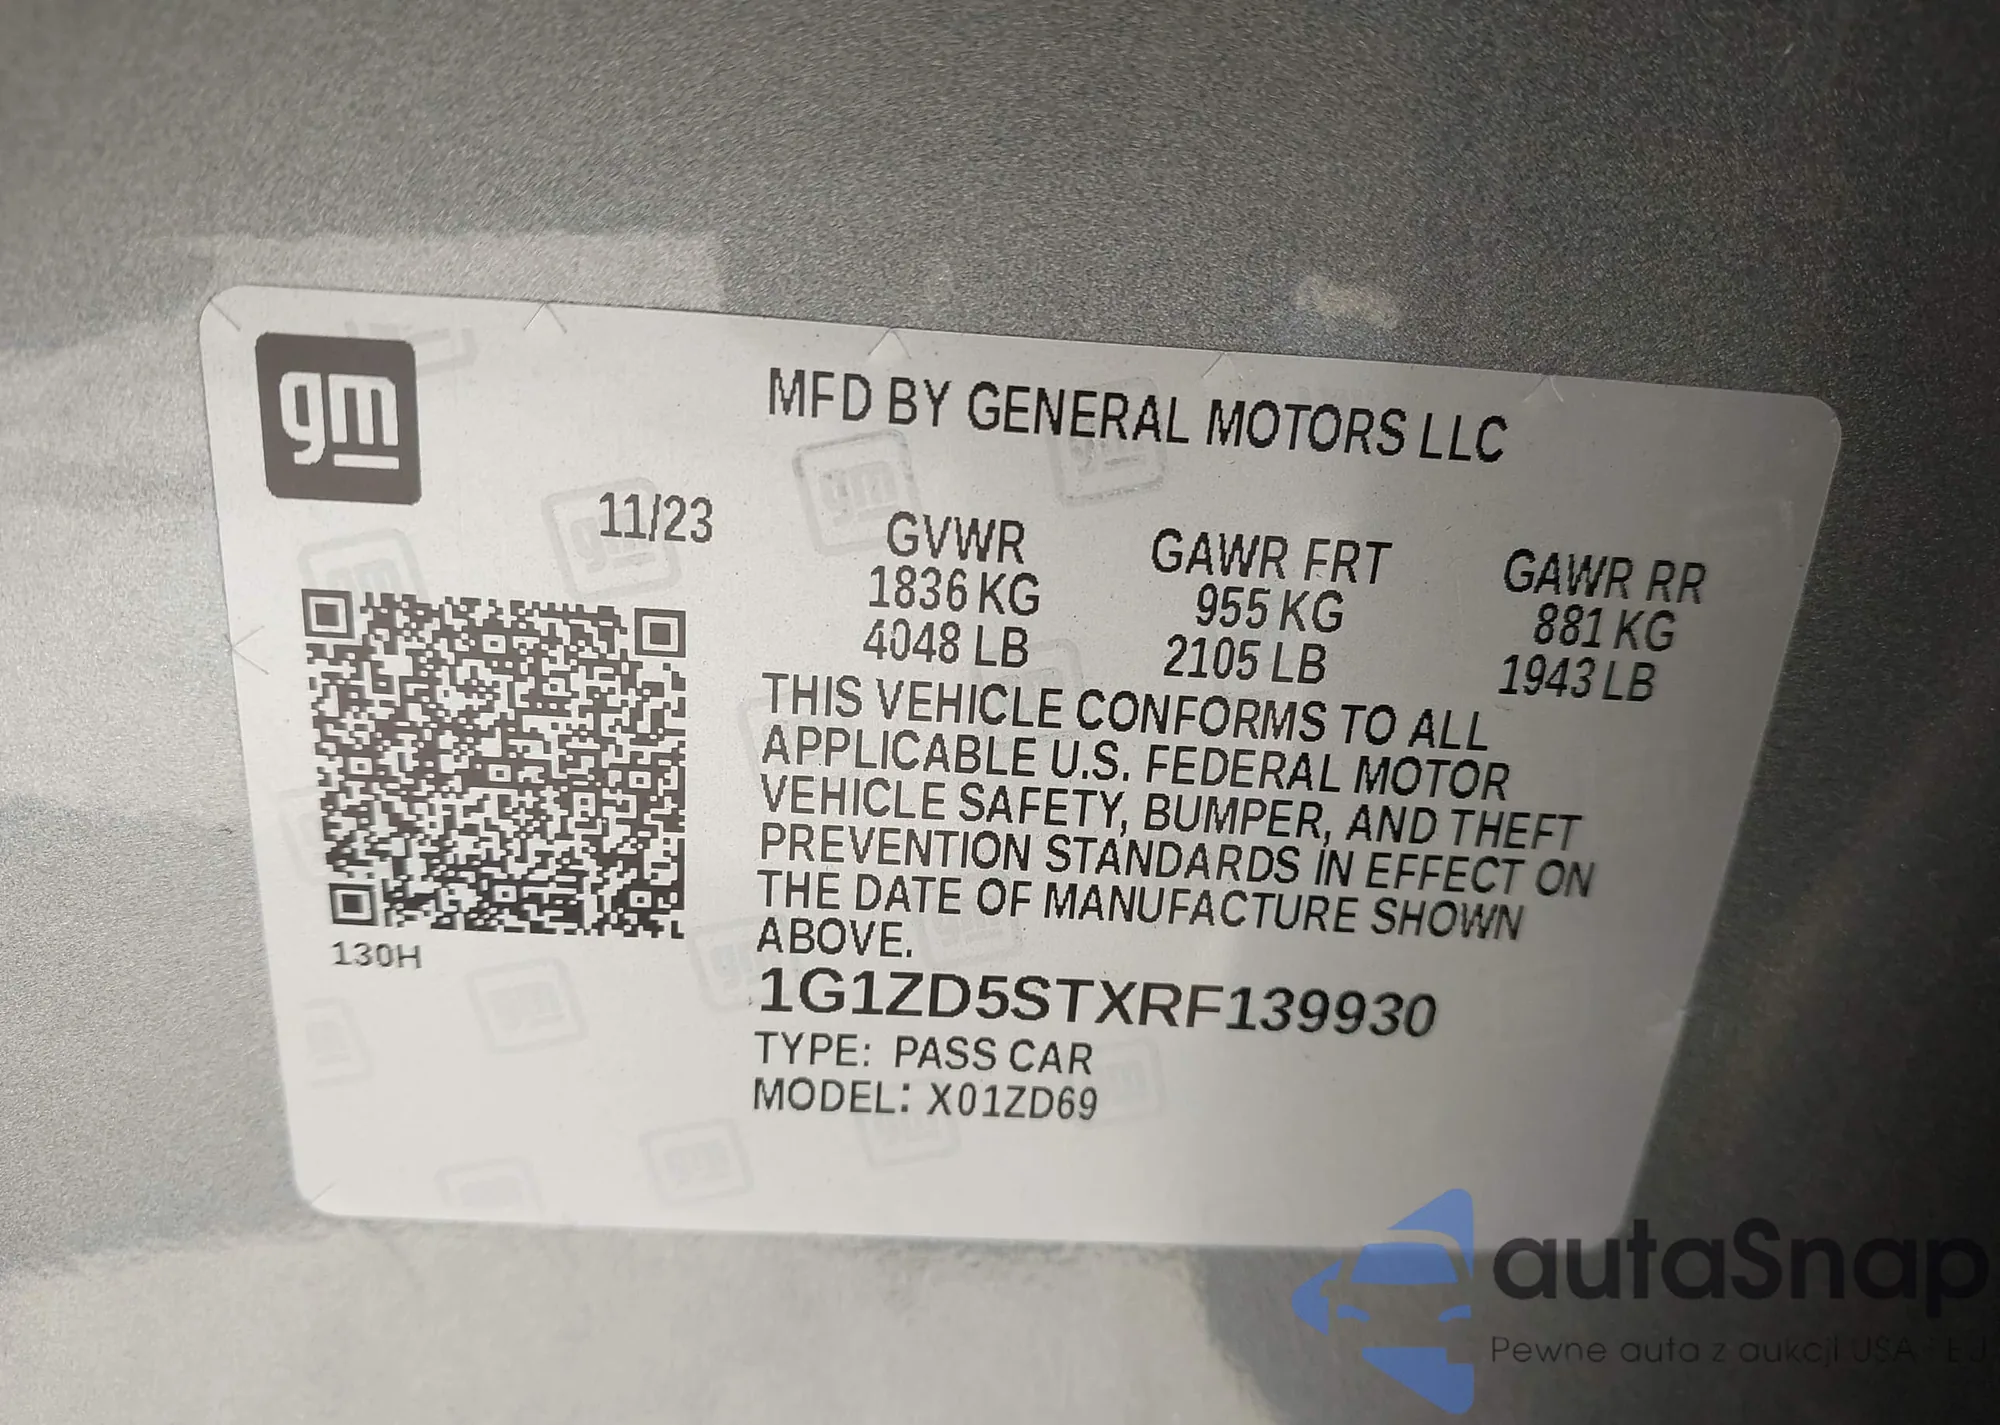 gm
MFD BY GENERAL MOTORS LLC
11/23
GVWR GAWR FRT GAWR RR
1836 KG 955 KG 881 KG
4048 LB 2105 LB 1943 LB
THIS VEHICLE CONFORMS TO ALL
APPLICABLE U.S. FEDERAL MOTOR
VEHICLE SAFETY, BUMPER, AND THEFT
PREVENTION STANDARDS IN EFFECT ON
THE DATE OF MANUFACTURE SHOWN
ABOVE.
130H
1G1ZD5STXRF139930
TYPE: PASS CAR
MODEL: X01ZD69
autaSnap
Pewne auta z aukcji USA